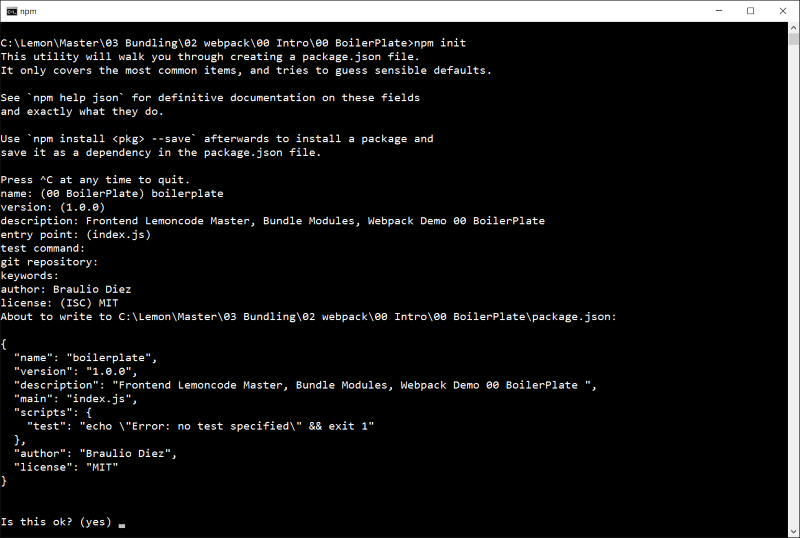 npm
C:\Lemon\Master\03 Bundling\02 webpack\00 Intro\00 BoilerPlate>npm init
This utility will walk you through creating a package.json file.
It only covers the most common items, and tries to guess sensible defaults.
See `npm help json` for definitive documentation on these fields
and exactly what they do.
Use `npm install <pkg> --save` afterwards to install a package and
save it as a dependency in the package.json file.
Press ^C at any time to quit.
name: (00 BoilerPlate) boilerplate
version: (1.0.0)
description: Frontend Lemoncode Master, Bundle Modules, Webpack Demo 00 BoilerPlate
entry point: (index.js)
test command:
git repository:
keywords:
author: Braulio Diez
license: (ISC) MIT
About to write to C:\Lemon\Master\03 Bundling\02 webpack\00 Intro\00 BoilerPlate\package.json:
{
  "name": "boilerplate",
  "version": "1.0.0",
  "description": "Frontend Lemoncode Master, Bundle Modules, Webpack Demo 00 BoilerPlate ",
  "main": "index.js",
  "scripts": {
    "test": "echo \"Error: no test specified\" && exit 1"
  },
  "author": "Braulio Diez",
  "license": "MIT"
}
Is this ok? (yes)